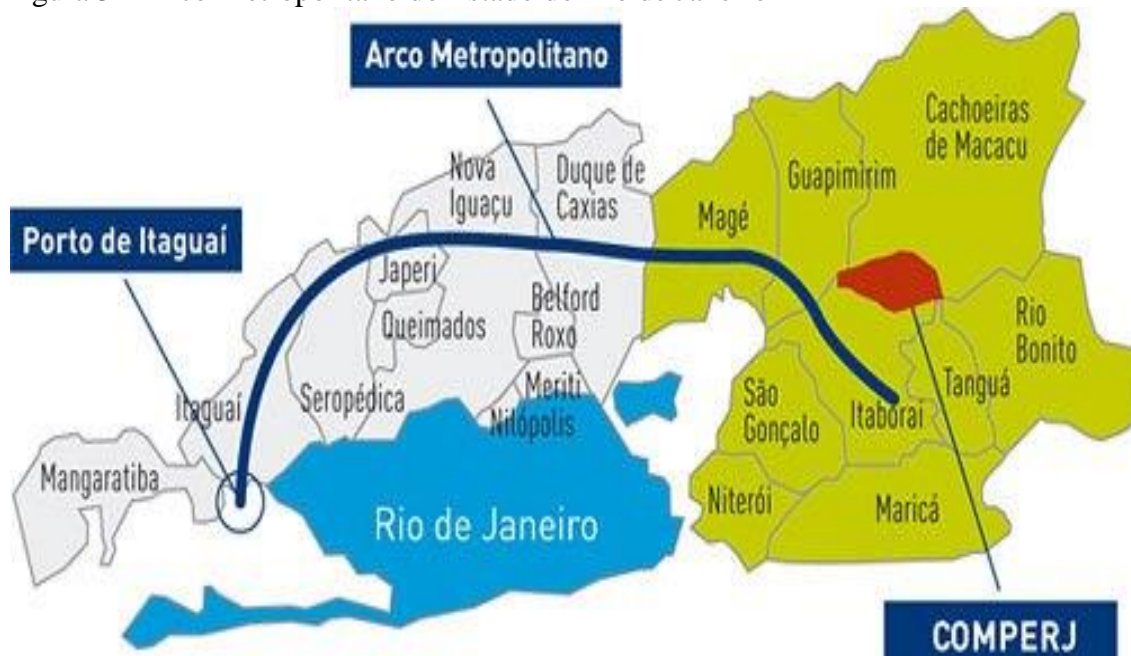 Arco Metropolitano
Cachoeiras
de Macacu
Nova
Iguaçu
Duque de
Caxias
Guapimirim
Magé
Porto de Itaguaí
Japeri
Queimados
Belford
Roxo
Rio
Bonito
Itaguaí
Seropédica
Meriti
Nilópolis
São
Gonçalo
Itaboraí
Tanguá
Mangaratiba
Niterói
Maricá
Rio de Janeiro
COMPERJ